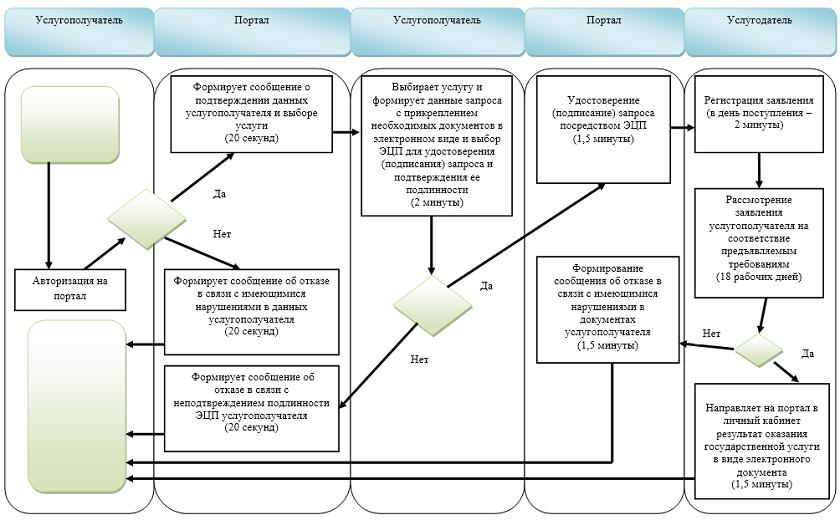 Услугополучатель
Портал
Услугополучатель
Портал
Услугодатель
Авторизация на
портал
Формирует сообщение о
подтверждении данных
услугополучателя и выборе
услуги
(20 секунд)
Да
Нет
Формирует сообщение об отказе
в связи с имеющимися
нарушениями в данных
услугополучателя
(20 секунд)
Формирует сообщение об
отказе в связи с
неподтвреждением подлинности
ЭЦП услугополучателя
(20 секунд)
Выбирает услугу и
формирует данные запроса
с прикреплением
необходимых документов в
электронном виде и выбор
ЭЦП для удостоверения
(подписания) запроса и
подтверждения ее
подлинности
(2 минуты)
Да
Нет
Удостоверение
(подписание) запроса
посредством ЭЦП
(1,5 минуты)
Формирование
сообщения об отказе в
связи с имеющимися
нарушениями в
документах
услугополучателя
(1,5 минуты)
Регистрация заявления
(в день поступления –
2 минуты)
Рассмотрение
заявления
услугополучателя на
соответствие
предъявляемым
требованиям
(18 рабочих дней)
Нет
Да
Направляет на портал в
личный кабинет
результат оказания
государственной услуги
в виде электронного
документа
(1,5 минуты)